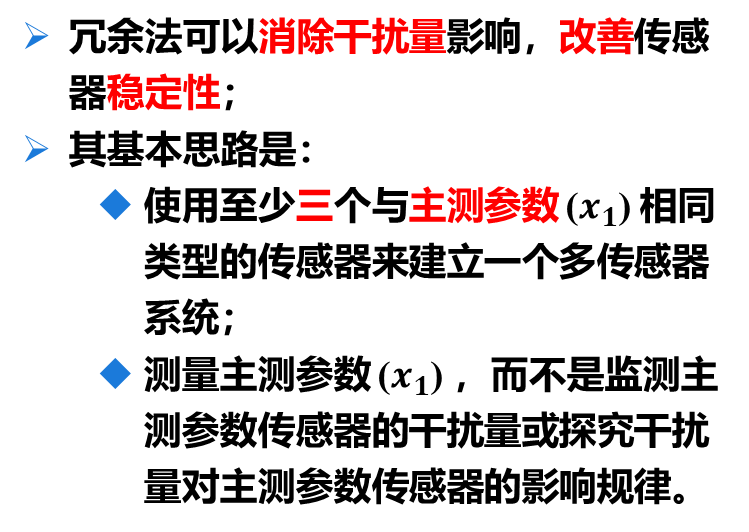 冗余法可以消除干扰量影响，改善传感
器稳定性；
其基本思路是：
使用至少三个与主测参数(x₁)相同
类型的传感器来建立一个多传感器
系统；
测量主测参数(x₁)，而不是监测主
测参数传感器的干扰量或探究干扰
量对主测参数传感器的影响规律。